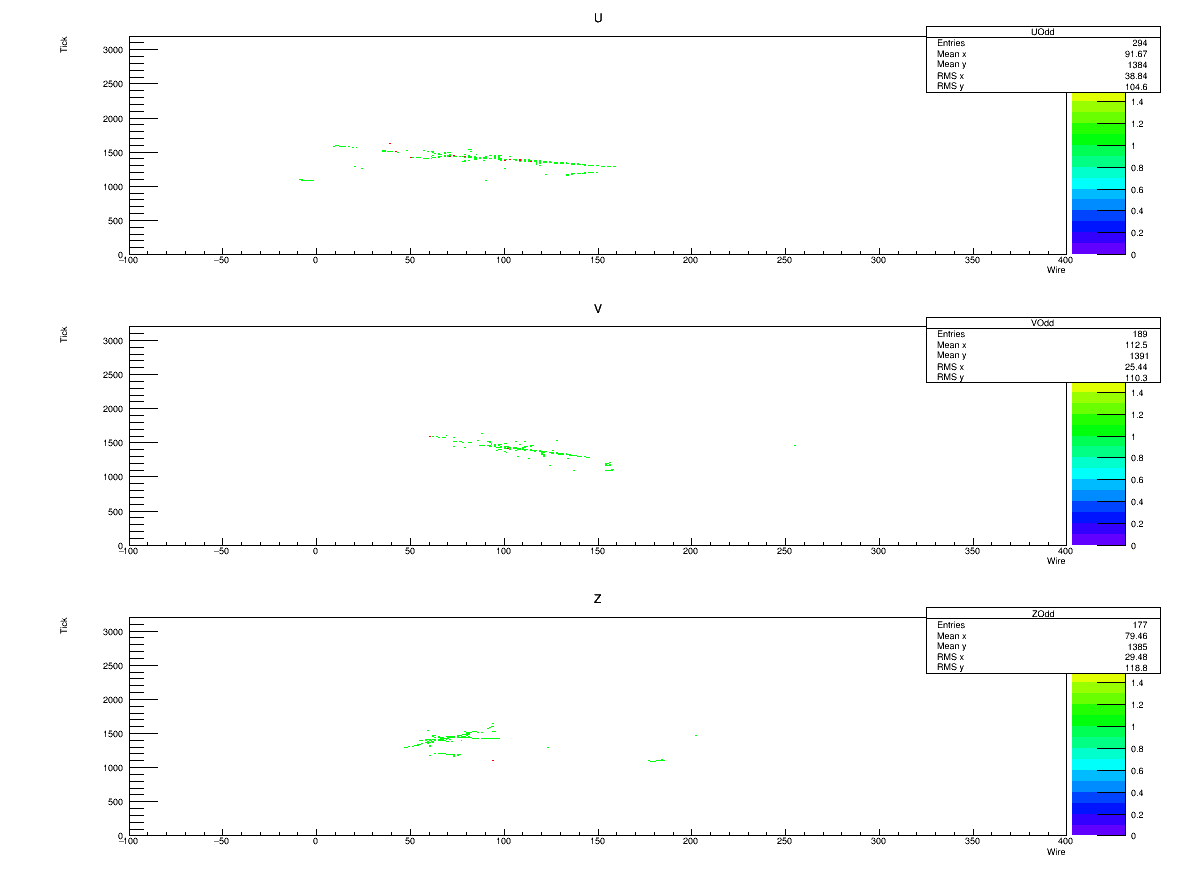 U
Tick
3000
2500
2000
1500
1000
500
0
−100
−50
0
50
100
150
200
250
300
350
400
Wire
UOdd
Entries 294
Mean x 91.67
Mean y 1384
RMS x 38.84
RMS y 104.6
1.4
1.2
1
0.8
0.6
0.4
0.2
0
V
Tick
3000
2500
2000
1500
1000
500
0
−100
−50
0
50
100
150
200
250
300
350
400
Wire
VOdd
Entries 189
Mean x 112.5
Mean y 1391
RMS x 25.44
RMS y 110.3
1.4
1.2
1
0.8
0.6
0.4
0.2
0
Z
Tick
3000
2500
2000
1500
1000
500
0
−100
−50
0
50
100
150
200
250
300
350
400
Wire
ZOdd
Entries 177
Mean x 79.46
Mean y 1385
RMS x 29.48
RMS y 118.8
1.4
1.2
1
0.8
0.6
0.4
0.2
0